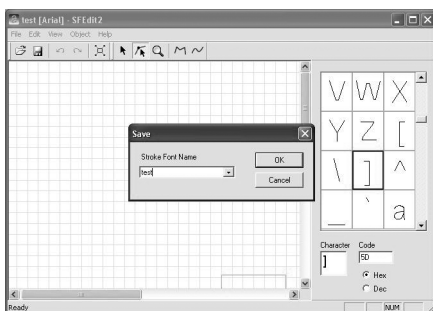 test [Arial] - SFEdit2
File Edit View Object Help
Save
Stroke Font Name
test
OK
Cancel
V W X
Y Z [
\ ] ^
_ ` a
Character Code
] 5D
Hex
Dec
Ready
NUM